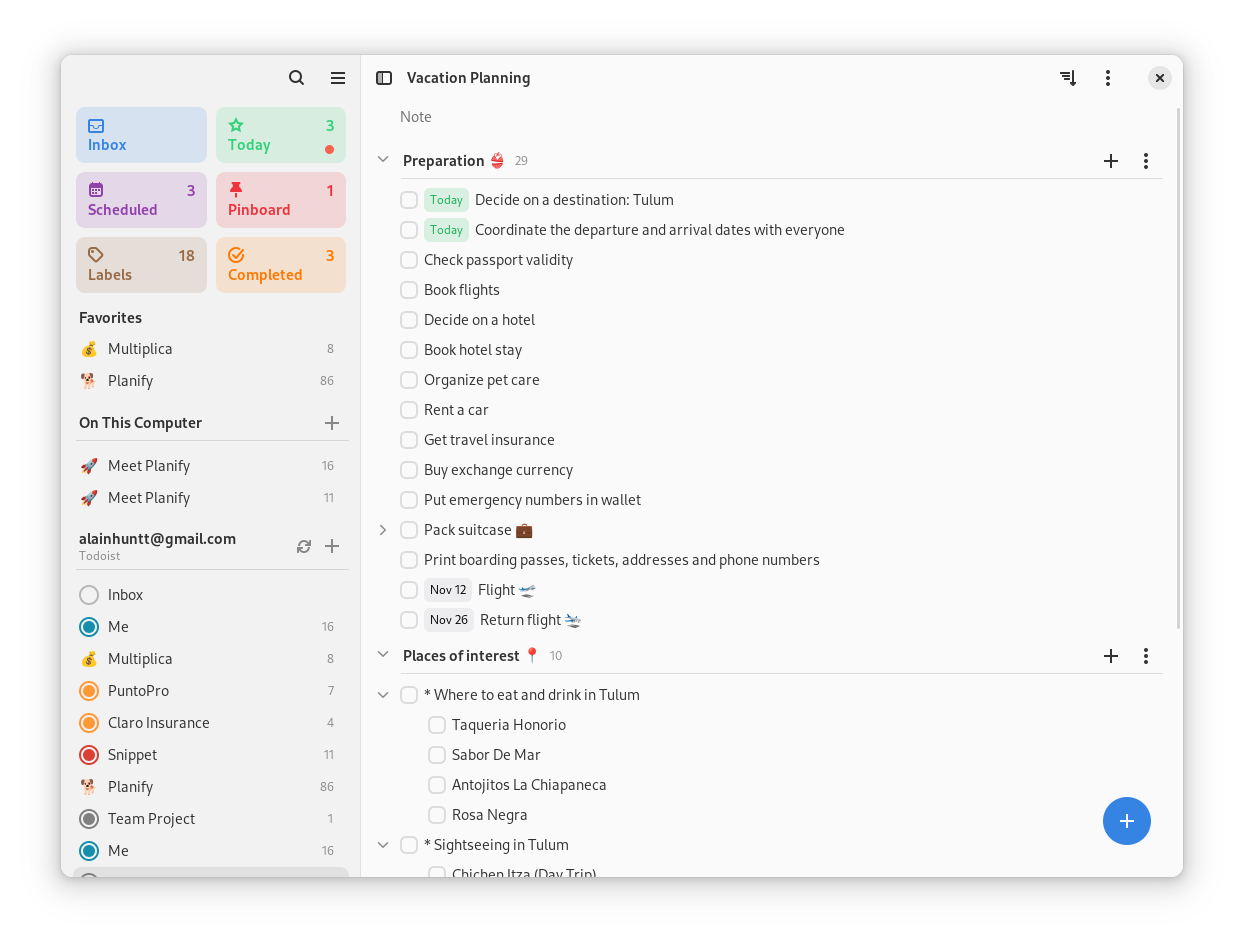 Inbox
Today 3
Scheduled 3
Pinboard 1
Labels 18
Completed 3
Favorites
💰 Multiplica 8
🐕 Planify 86
On This Computer
🚀 Meet Planify 16
🚀 Meet Planify 11
alainhuntt@gmail.com
Todoist
Inbox
Me 16
💰 Multiplica 8
PuntoPro 7
Claro Insurance 4
Snippet 11
🐕 Planify 86
Team Project 1
Me 16
Vacation Planning
Note
Preparation 👙 29
Today Decide on a destination: Tulum
Today Coordinate the departure and arrival dates with everyone
Check passport validity
Book flights
Decide on a hotel
Book hotel stay
Organize pet care
Rent a car
Get travel insurance
Buy exchange currency
Put emergency numbers in wallet
Pack suitcase 💼
Print boarding passes, tickets, addresses and phone numbers
Nov 12 Flight 🛫
Nov 26 Return flight 🛬
Places of interest 📍 10
* Where to eat and drink in Tulum
Taqueria Honorio
Sabor De Mar
Antojitos La Chiapaneca
Rosa Negra
* Sightseeing in Tulum
Chichen Itza (Day Trip)